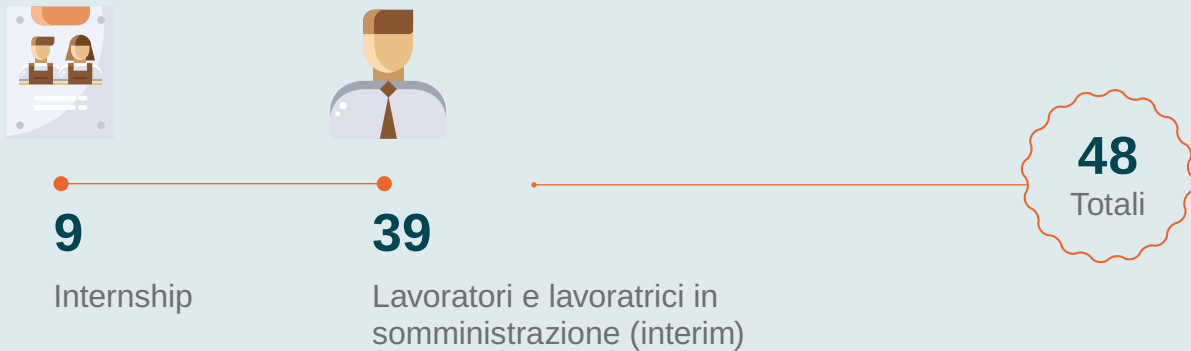 9
Internship
39
Lavoratori e lavoratrici in
somministrazione (interim)
48
Totali